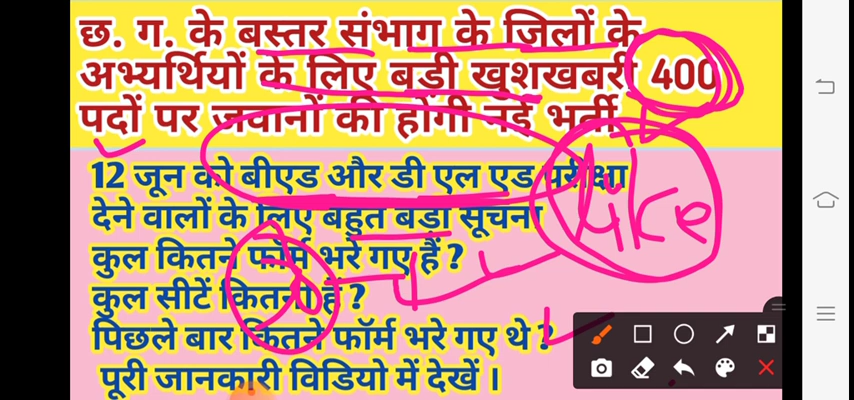 छ. ग. के बस्तर संभाग के जिलों के
अभ्यर्थियों के लिए बडी खुशखबरी 400
पदों पर जवानों की होगी नई भर्ती
12 जून को बीएड और डी एल एड परीक्षा
देने वालों के लिए बहुत बडी सूचना
like
कुल कितने फॉर्म भरे गए हैं ?
कुल सीटें कितनी हैं ?
पिछले बार कितने फॉर्म भरे गए थे ?
पूरी जानकारी विडियो में देखें ।